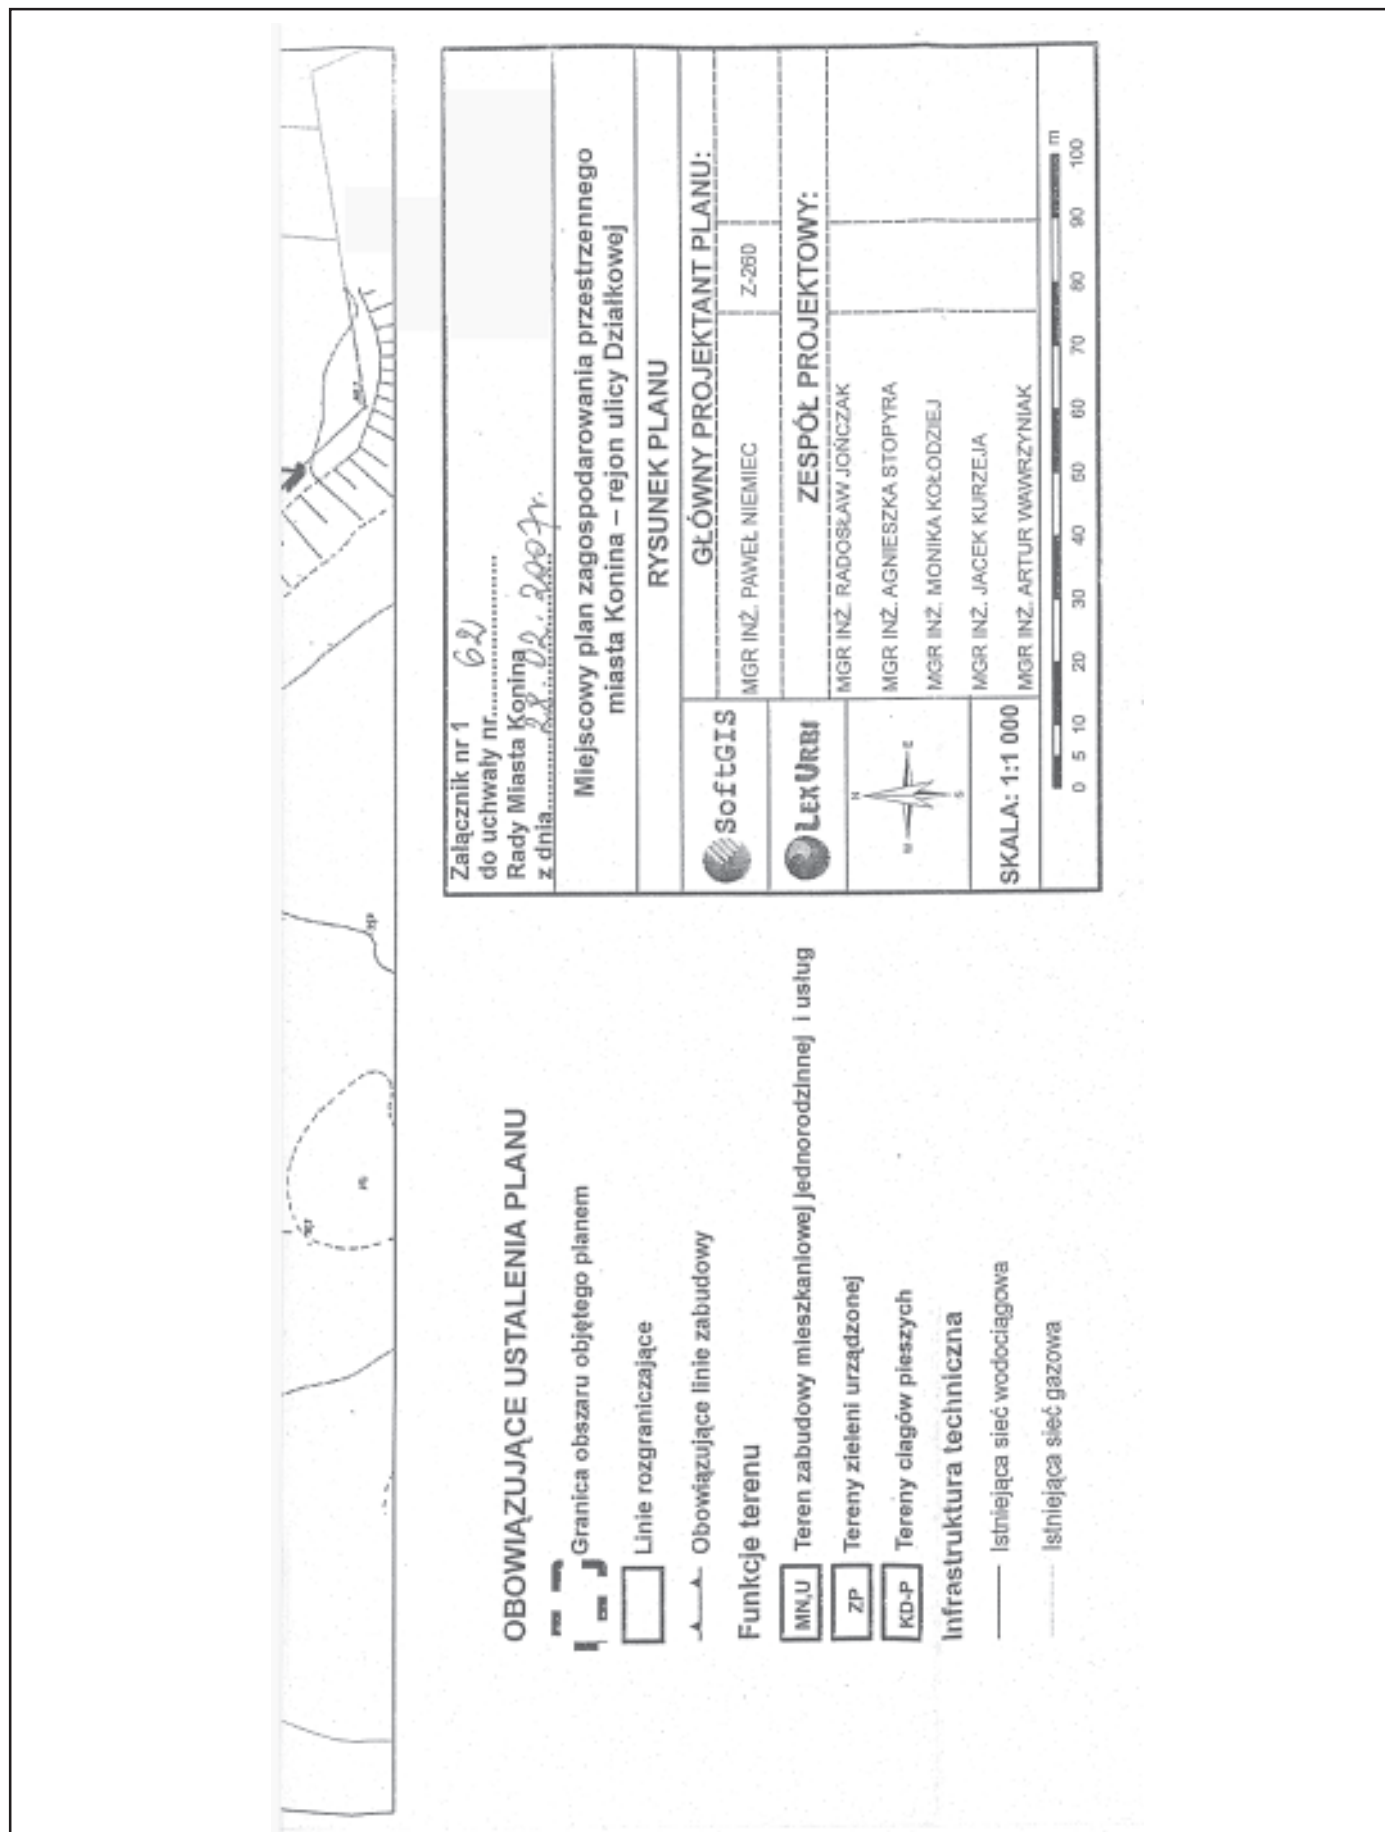 Załącznik nr 1
do uchwały nr........62........
Rady Miasta Konina
z dnia....28.02.2007r.
Miejscowy plan zagospodarowania przestrzennego
miasta Konina – rejon ulicy Działkowej
RYSUNEK PLANU
SoftGIS
GŁÓWNY PROJEKTANT PLANU:
MGR INŻ. PAWEŁ NIEMIEC
Z-260
LEXURBI
ZESPÓŁ PROJEKTOWY:
MGR INŻ. RADOSŁAW JOŃCZAK
MGR INŻ. AGNIESZKA STOPYRA
MGR INŻ. MONIKA KOŁODZIEJ
MGR INŻ. JACEK KURZEJA
MGR INŻ. ARTUR WAWRZYNIAK
N
W E
S
SKALA: 1:1 000
0 5 10 20 30 40 50 60 70 80 90 100 m
OBOWIĄZUJĄCE USTALENIA PLANU
Granica obszaru objętego planem
Linie rozgraniczające
Obowiązujące linie zabudowy
Funkcje terenu
MN,U Teren zabudowy mieszkaniowej jednorodzinnej i usług
ZP Tereny zieleni urządzonej
KD-P Tereny ciągów pieszych
Infrastruktura techniczna
Istniejąca sieć wodociągowa
Istniejąca sieć gazowa